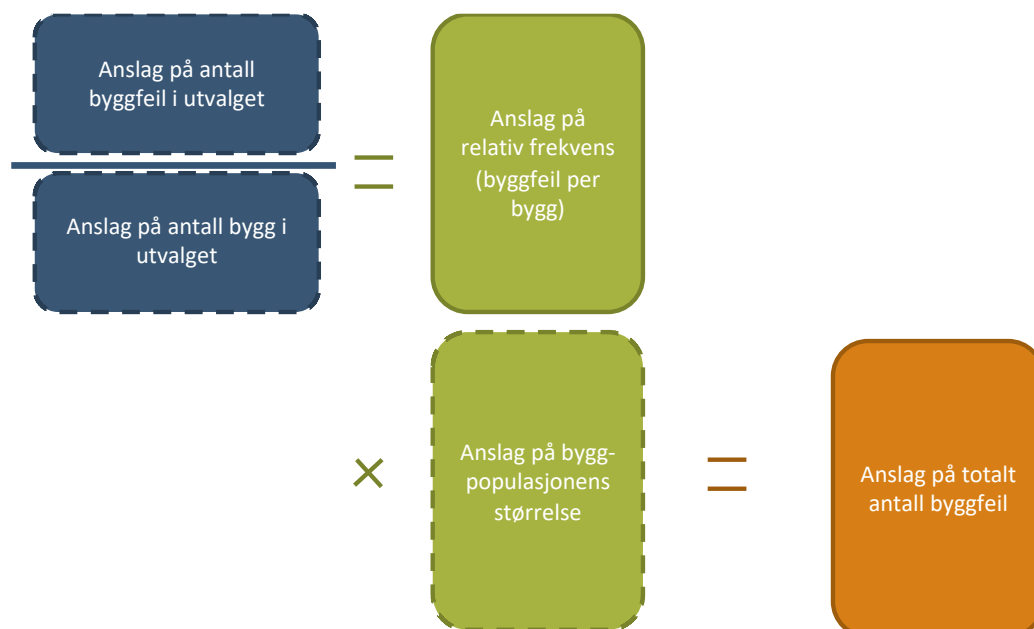 Anslag på antall
byggfeil i utvalget
Anslag på antall bygg i
utvalget
=
Anslag på
relativ frekvens
(byggfeil per
bygg)
×
Anslag på bygg-
populasjonens
størrelse
=
Anslag på totalt
antall byggfeil